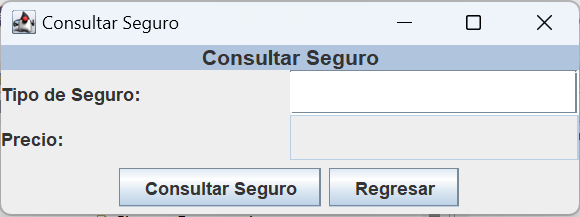 Consultar Seguro
Consultar Seguro
Tipo de Seguro:
Precio:
Consultar Seguro Regresar